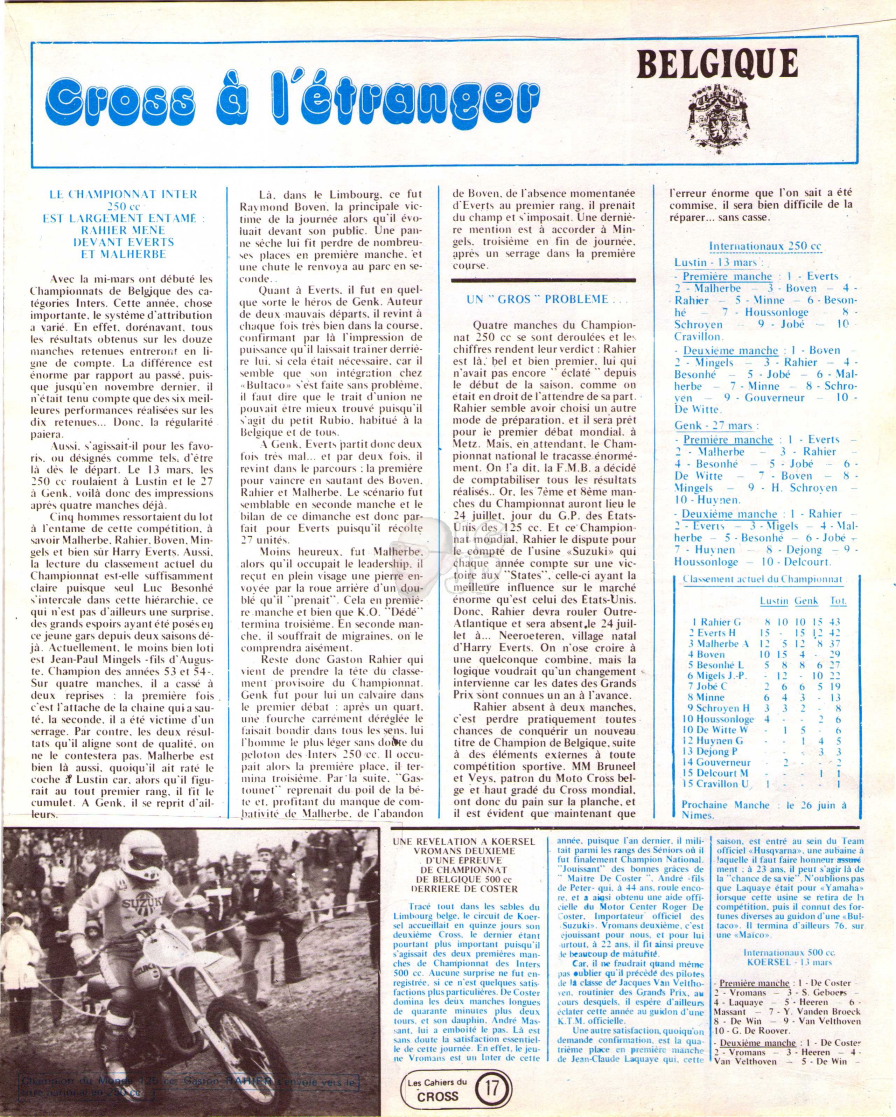 Cross à l'étranger
BELGIQUE
LE CHAMPIONNAT INTER
250 cc
EST LARGEMENT ENTAMÉ :
RAHIER MENE
DEVANT EVERTS
ET MALHERBE
Avec la mi-mars ont débuté les
Championnats de Belgique des ca-
tégories Inters. Cette année, chose
importante, le système d'attribution
a varié. En effet, dorénavant, tous
les résultats obtenus sur les douze
manches retenues entreront en li-
gne de compte. La différence est
énorme par rapport au passé, puis-
que jusqu'en novembre dernier, il
n'était tenu compte que des six meil-
leures performances réalisées sur les
dix retenues... Donc, la régularité
paiera.
Aussi, s'agissait-il pour les favo-
ris, ou désignés comme tels, d'être
là dès le départ. Le 13 mars, les
250 cc roulaient à Lustin et le 27
à Genk, voilà donc des impressions
après quatre manches déjà.
Cinq hommes ressortaient du lot
à l'entame de cette compétition, à
savoir Malherbe, Rahier, Boven, Min-
gels et bien sûr Harry Everts. Aussi,
la lecture du classement actuel du
Championnat est-elle suffisamment
claire puisque seul Luc Besonhé
s'intercale dans cette hiérarchie, ce
qui n'est pas d'ailleurs une surprise,
des grands espoirs ayant été posés en
ce jeune gars depuis deux saisons dé-
jà. Actuellement, le moins bien loti
est Jean-Paul Mingels -fils d'Augus-
te, Champion des années 53 et 54-.
Sur quatre manches, il a cassé à
deux reprises : la première fois
c'est l'attache de la chaine qui a sau-
té, la seconde, il a été victime d'un
serrage. Par contre, les deux résul-
tats qu'il aligne sont de qualité, on
ne le contestera pas. Malherbe est
bien là aussi, quoiqu'il ait raté le
coche à Lustin car, alors qu'il figu-
rait au tout premier rang, il fit le
cumulet. A Genk, il se reprit d'ail-
leurs.
Là, dans le Limbourg, ce fut
Raymond Boven, la principale vic-
time de la journée alors qu'il évo-
luait devant son public. Une pan-
ne sèche lui fit perdre de nombreu-
ses places en première manche, et
une chute le renvoya au parc en se-
conde..
Quant à Everts, il fut en quel-
que sorte le héros de Genk. Auteur
de deux mauvais départs, il revint à
chaque fois très bien dans la course,
confirmant par là l'impression de
puissance qu'il laissait trainer derriè-
re lui, si cela était nécessaire, car il
semble que son intégration chez
«Bultaco» s'est faite sans problème,
il faut dire que le trait d'union ne
pouvait être mieux trouvé puisqu'il
s'agit du petit Rubio, habitué à la
Belgique et de tous.
A Genk, Everts partit donc deux
fois très mal... et par deux fois, il
revint dans le parcours : la première
pour vaincre en sautant des Boven,
Rahier et Malherbe. Le scénario fut
semblable en seconde manche et le
bilan de ce dimanche est donc par-
fait pour Everts puisqu'il récolte
27 unités.
Moins heureux, fut Malherbe,
alors qu'il occupait le leadership, il
reçut en plein visage une pierre en-
voyée par la roue arrière d'un dou-
blé qu'il "prenait". Cela en premiè-
re manche et bien que K.O. "Dédé"
termina troisième. En seconde man-
che, il souffrait de migraines, on le
comprendra aisément.
Reste donc Gaston Rahier qui
vient de prendre la tête du classe-
ment provisoire du Championnat.
Genk fut pour lui un calvaire dans
le premier débat : après un quart,
une fourche carrément déréglée le
faisait bondir dans tous les sens, lui
l'homme le plus léger sans doute du
peloton des Inters 250 cc. Il occu-
pait alors la première place, il ter-
mina troisième. Par la suite, "Gas-
tounet" reprenait du poil de la bê-
te et, profitant du manque de com-
bativité de Malherbe, de l'abandon
de Boven, de l'absence momentanée
d'Everts au premier rang, il prenait
du champ et s'imposait. Une derniè-
re mention est à accorder à Min-
gels, troisième en fin de journée,
après un serrage dans la première
course.
UN " GROS " PROBLEME . . .
Quatre manches du Champion-
nat 250 cc se sont deroulées et les
chiffres rendent leur verdict : Rahier
est là, bel et bien premier, lui qui
n'avait pas encore " éclaté " depuis
le début de la saison, comme on
etait en droit de l'attendre de sa part.
Rahier semble avoir choisi un autre
mode de préparation, et il sera prêt
pour le premier débat mondial, à
Metz. Mais, en attendant, le Cham-
pionnat national le tracasse énormé-
ment. On l'a dit, la F.M.B. a décidé
de comptabiliser tous les résultats
réalisés.. Or, les 7ème et 8ème man-
ches du Championnat auront lieu le
24 juillet, jour du G.P. des États-
Unis des 125 cc. Et ce Champion-
nat mondial, Rahier le dispute pour
le compte de l'usine «Suzuki» qui
chaque année compte sur une vic-
toire aux "States", celle-ci ayant la
meilleure influence sur le marché
énorme qu'est celui des États-Unis.
Donc, Rahier devra rouler Outre-
Atlantique et sera absent le 24 juil-
let à... Neeroeteren, village natal
d'Harry Everts. On n'ose croire à
une quelconque combine, mais la
logique voudrait qu'un changement
intervienne car les dates des Grands
Prix sont connues un an à l'avance.
Rahier absent à deux manches,
c'est perdre pratiquement toutes
chances de conquérir un nouveau
titre de Champion de Belgique, suite
à des éléments externes à toute
compétition sportive. MM Bruneel
et Veys, patron du Moto Cross bel-
ge et haut gradé du Cross mondial,
ont donc du pain sur la planche, et
il est évident que maintenant que
l'erreur énorme que l'on sait a été
commise, il sera bien difficile de la
réparer... sans casse.
Internationaux 250 cc
Lustin - 13 mars :
- Première manche : 1 - Everts -
2 - Malherbe - 3 - Boven - 4 -
Rahier - 5 - Minne - 6 - Beson-
hé - 7 - Houssonloge 8 -
Schroyen - 9 - Jobé - 10 -
Cravillon.
- Deuxième manche : 1 - Boven -
2 - Mingels - 3 - Rahier - 4 -
Besonhé - 5 - Jobé - 6 - Mal-
herbe - 7 - Minne - 8 - Schro-
yen - 9 - Gouverneur - 10 -
De Witte.
Genk - 27 mars :
- Première manche : 1 - Everts -
2 - Malherbe - 3 - Rahier -
4 - Besonhé - 5 - Jobé - 6 -
De Witte - 7 - Boven - 8 -
Mingels - 9 - H. Schroyen -
10 - Huynen.
- Deuxième manche : 1 - Rahier -
2 - Everts - 3 - Migels - 4 - Mal-
herbe - 5 - Besonhé - 6 - Jobé -
7 - Huynen - 8 - Dejong - 9 -
Houssonloge - 10 - Delcourt.
Classement actuel du Championnat
Lustin Genk Tot.
1 Rahier G 8 10 10 15 43
2 Everts H 15 - 15 12 42
3 Malherbe A 12 5 12 8 37
4 Boven 10 15 4 - 29
5 Besonhé L 5 8 8 6 27
6 Migels J.-P. - 12 - 10 22
7 Jobé C 2 6 6 5 19
8 Minne 6 4 3 - 13
9 Schroyen H 3 3 2 - 8
10 Houssonloge 4 - - 2 6
10 De Witte W - 1 5 - 6
12 Huynen G - - 1 4 5
13 Dejong P - - - 3 3
14 Gouverneur - 2 - - 2
15 Delcourt M - - - 1 1
15 Cravillon U 1 - - - 1
Prochaine Manche : le 26 juin à
Nimes.
Champion du Monde 125 cc, Gaston RAHIER s'envole vers le
International 250 cc.
UNE REVELATION A KOERSEL
VROMANS DEUXIEME
D'UNE EPREUVE
DE CHAMPIONNAT
DE BELGIQUE 500 cc
DERRIERE DE COSTER
Tracé tout dans les sables du
Limbourg belge, le circuit de Koer-
sel accueillait en quinze jours son
deuxième Cross, le dernier étant
pourtant plus important puisqu'il
s'agissait des deux premières man-
ches de Championnat des Inters
500 cc. Aucune surprise ne fut en-
registrée, si ce n'est quelques satis-
factions plus particulières. De Coster
domina les deux manches longues
de quarante minutes plus deux
tours, et son dauphin, André Mas-
sant, lui a emboité le pas. Là est
sans doute la satisfaction essentiel-
le de cette journée. En effet, le jeu-
ne Vromans est un Inter de cette
année, puisque l'an dernier, il mili-
tait parmi les rangs des Séniors où il
fut finalement Champion National.
"Jouissant" des bonnes grâces de
" Maitre De Coster ". André -fils
de Peter- qui, à 44 ans, roule enco-
re, et a ainsi obtenu une aide offi-
cielle du Motor Center Roger De
Coster, Importateur officiel des
«Suzuki». Vromans deuxième, c'est
rejouissant pour nous, et pour lui
surtout, à 22 ans, il fit ainsi preuve
de beaucoup de maturité.
Car, il ne faudrait quand même
pas oublier qu'il précédé des pilotes
de la classe de Jacques Van Veltho-
ven, routinier des Grands Prix, au
cours desquels, il espère d'ailleurs
éclater cette année au guidon d'une
K.T.M. officielle.
Une autre satisfaction, quoiqu'on
demande confirmation, est la qua-
trième place en première manche
de Jean-Claude Laquaye qui, cette
saison, est entré au sein du Team
officiel «Husqvarna», une aubaine à
laquelle il faut faire honneur assuré
ment : à 23 ans, il peut s'agir là de
la "chance de sa vie". N'oublions pas
que Laquaye était pour «Yamaha»
lorsque cette usine se retira de la
compétition, puis il connut des for-
tunes diverses au guidon d'une «Bul-
taco». Il termina d'ailleurs 76, sur
une «Maico».
Internationaux 500 cc.
KOERSEL - 13 mars
- Première manche : 1 - De Coster -
2 - Vromans - 3 - S. Geboers -
4 - Laquaye - 5 - Heeren - 6 -
Massant - 7 - Y. Vanden Broeck
8 - De Win - 9 - Van Velthoven
10 - G. De Roover.
- Deuxième manche : 1 - De Coster
2 - Vromans - 3 - Heeren - 4 -
Van Velthoven - 5 - De Win -
SUZUKI
Les Cahiers du
CROSS
17